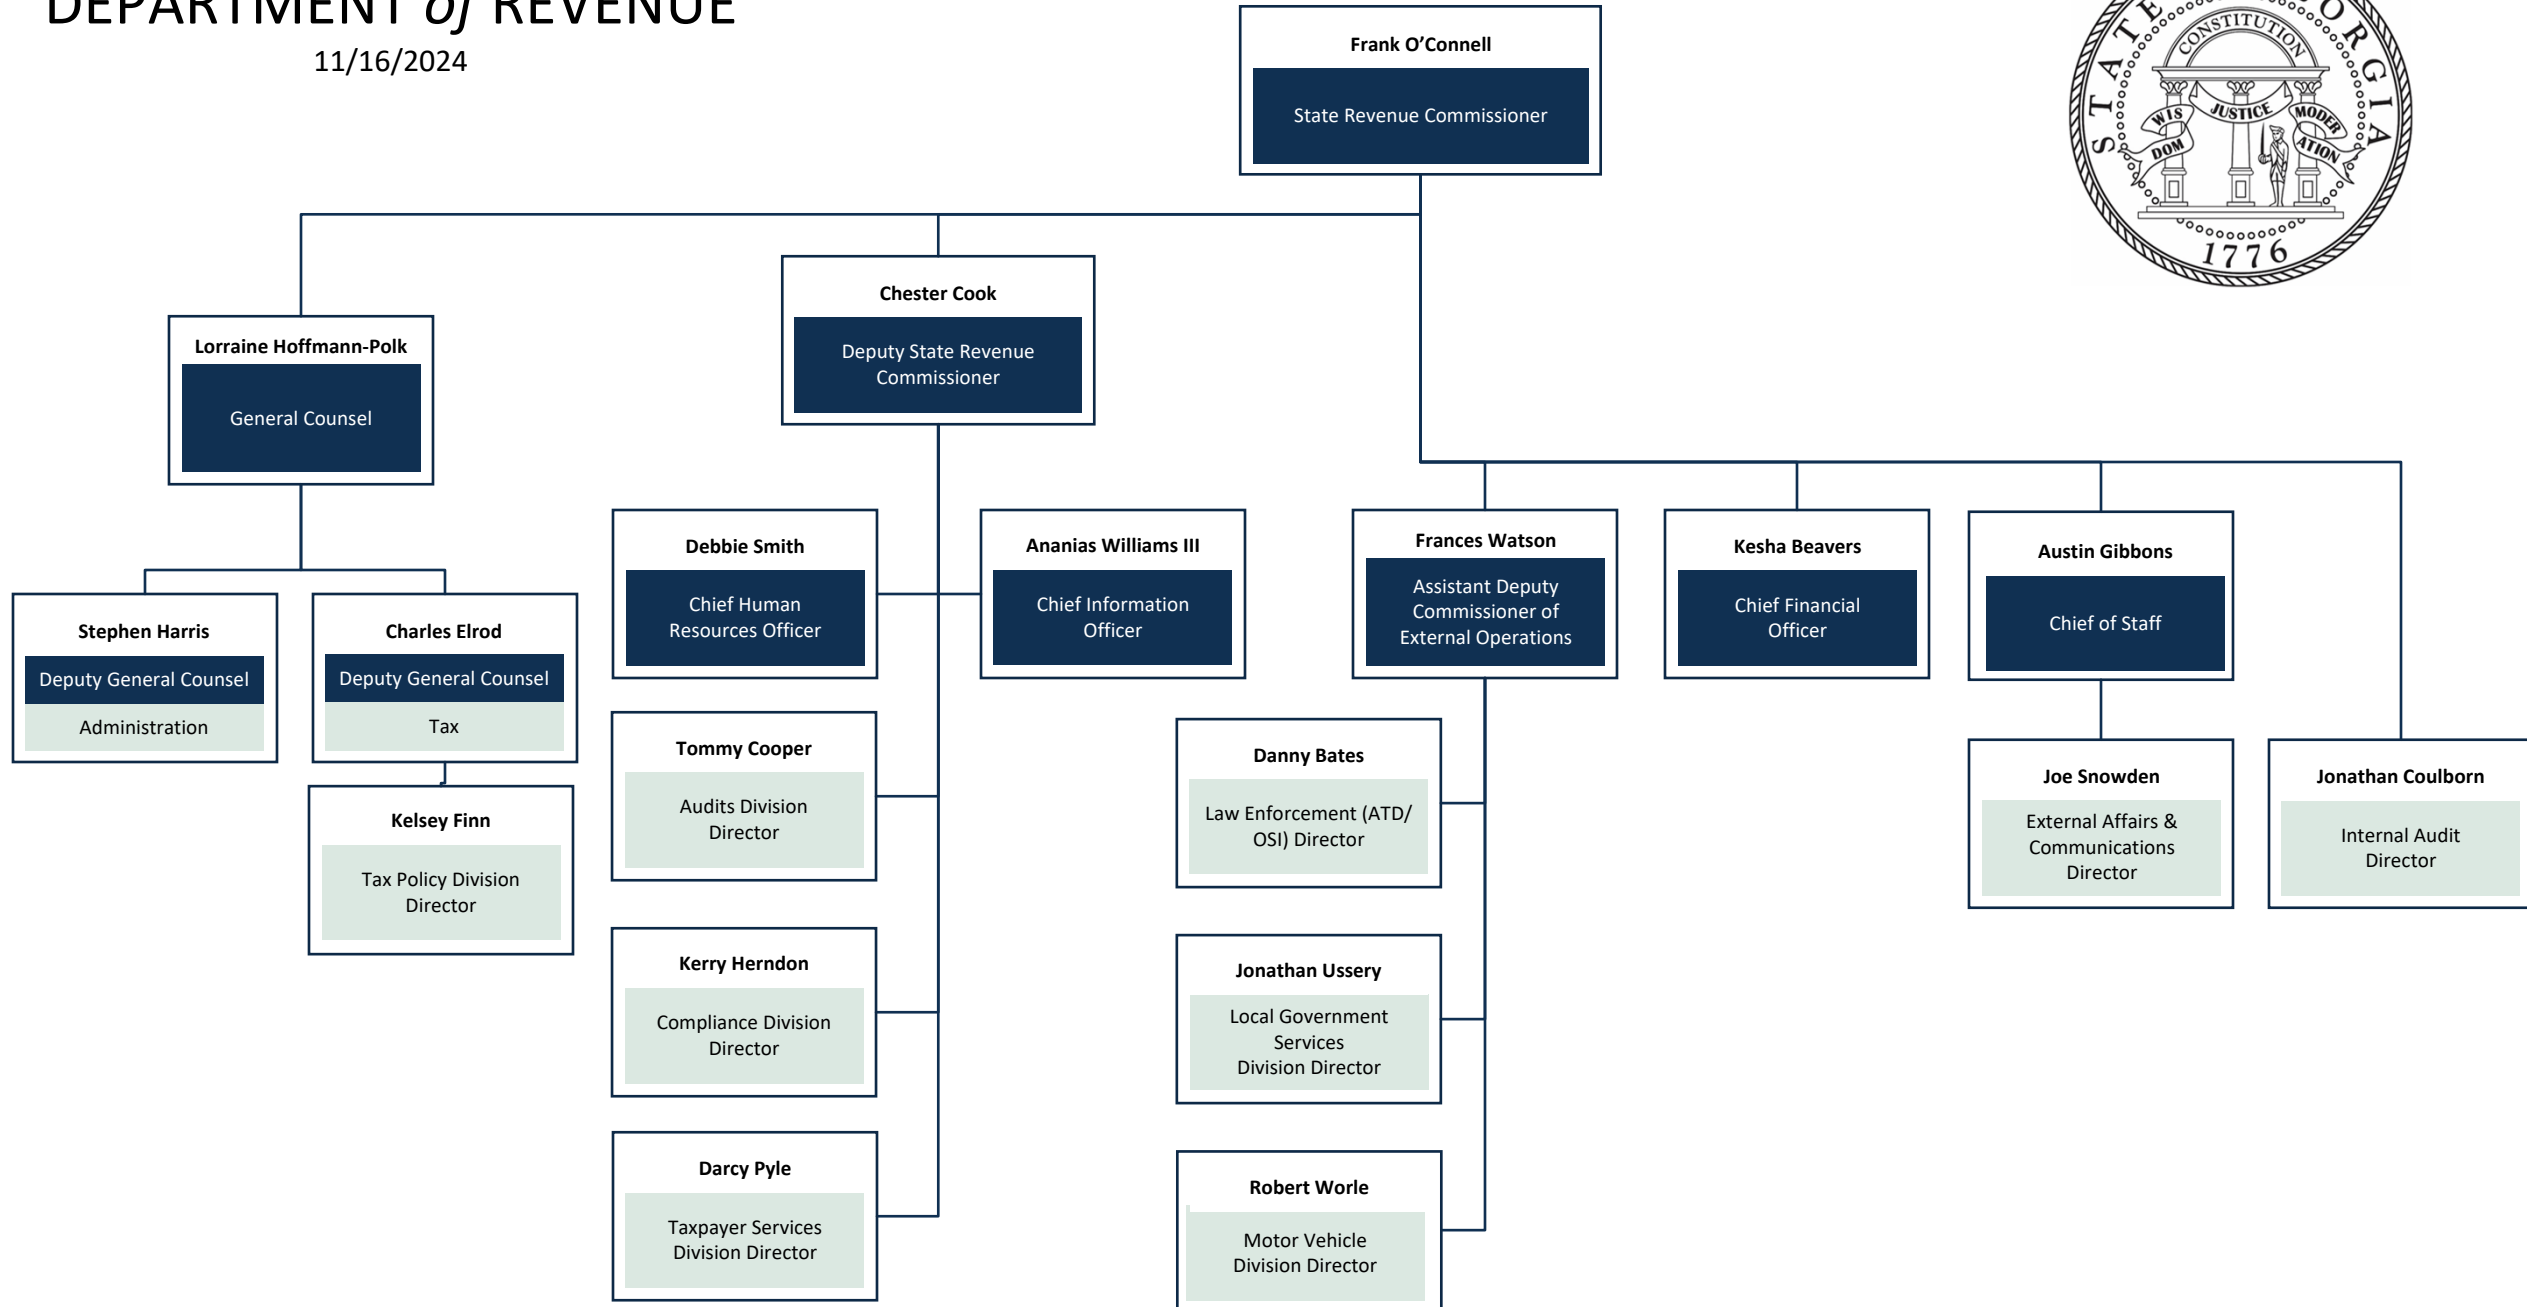 DEPARTMENT of REVENUE
11/16/2024
STATE ORGIA
CONSTITUTION
WIS
DOM
JUSTICE
MODER
ATION
1776
Frank O’Connell
State Revenue Commissioner
Chester Cook
Deputy State Revenue
Commissioner
Lorraine Hoffmann-Polk
General Counsel
Stephen Harris
Deputy General Counsel
Administration
Charles Elrod
Deputy General Counsel
Tax
Kelsey Finn
Tax Policy Division
Director
Debbie Smith
Chief Human
Resources Officer
Ananias Williams III
Chief Information
Officer
Tommy Cooper
Audits Division
Director
Kerry Herndon
Compliance Division
Director
Darcy Pyle
Taxpayer Services
Division Director
Frances Watson
Assistant Deputy
Commissioner of
External Operations
Danny Bates
Law Enforcement (ATD/
OSI) Director
Jonathan Ussery
Local Government
Services
Division Director
Robert Worle
Motor Vehicle
Division Director
Kesha Beavers
Chief Financial
Officer
Austin Gibbons
Chief of Staff
Joe Snowden
External Affairs &
Communications
Director
Jonathan Coulborn
Internal Audit
Director